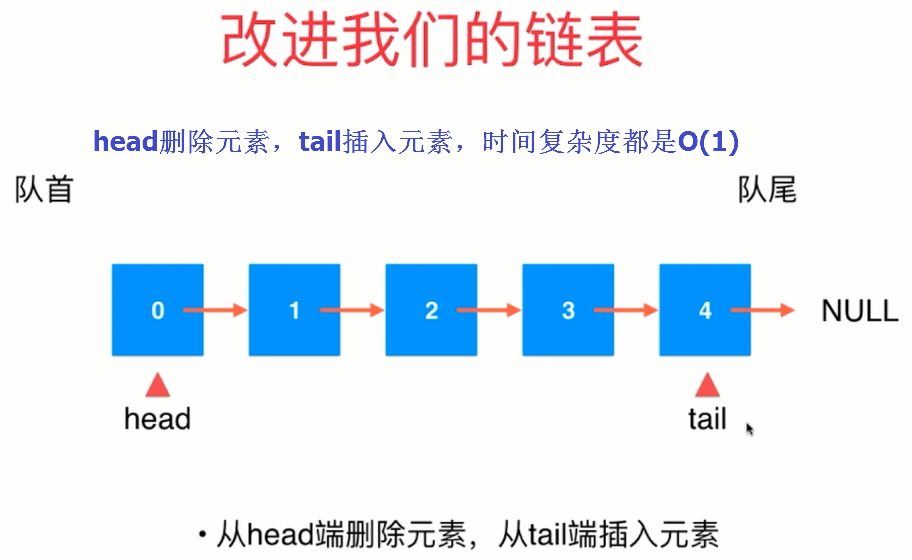 改进我们的链表
head删除元素，tail插入元素，时间复杂度都是O(1)
队首 队尾
0 1 2 3 4 NULL
head tail
• 从head端删除元素，从tail端插入元素